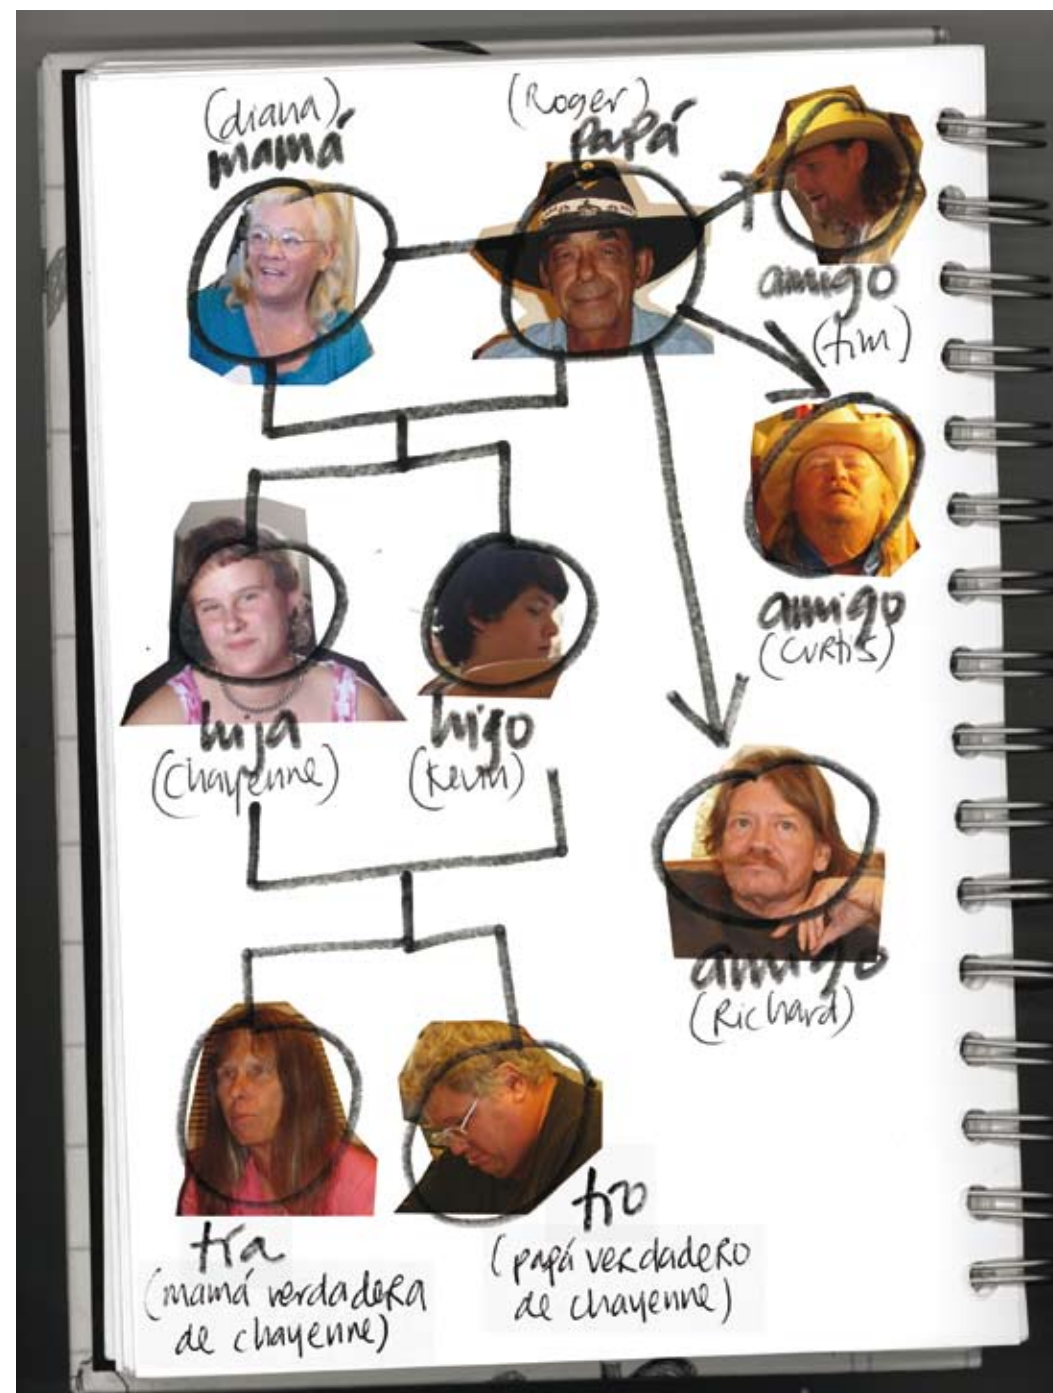 (diana)
mamá
(Roger)
papá
amigo
(tim)
amigo
(CURtis)
hija
(Chayenne)
higo
(Kevin)
amigo
(Richard)
tía
(mamá verdadeRa
de chayenne)
tío
(papá veRdadeRo
de chayenne)